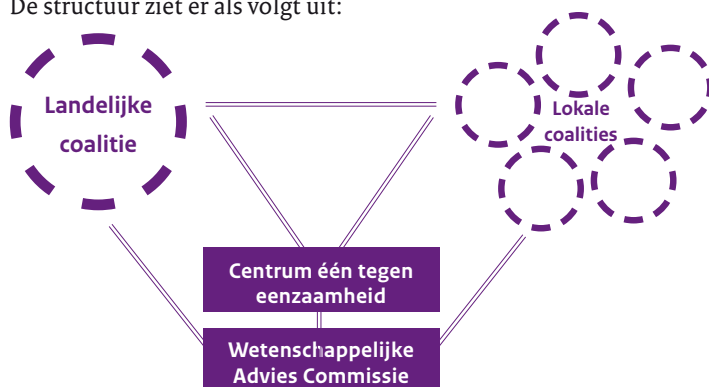 De structuur ziet er als volgt uit:
Landelijke
coalitie
Lokale
coalities
Centrum één tegen
eenzaamheid
Wetenschappelijke
Advies Commissie